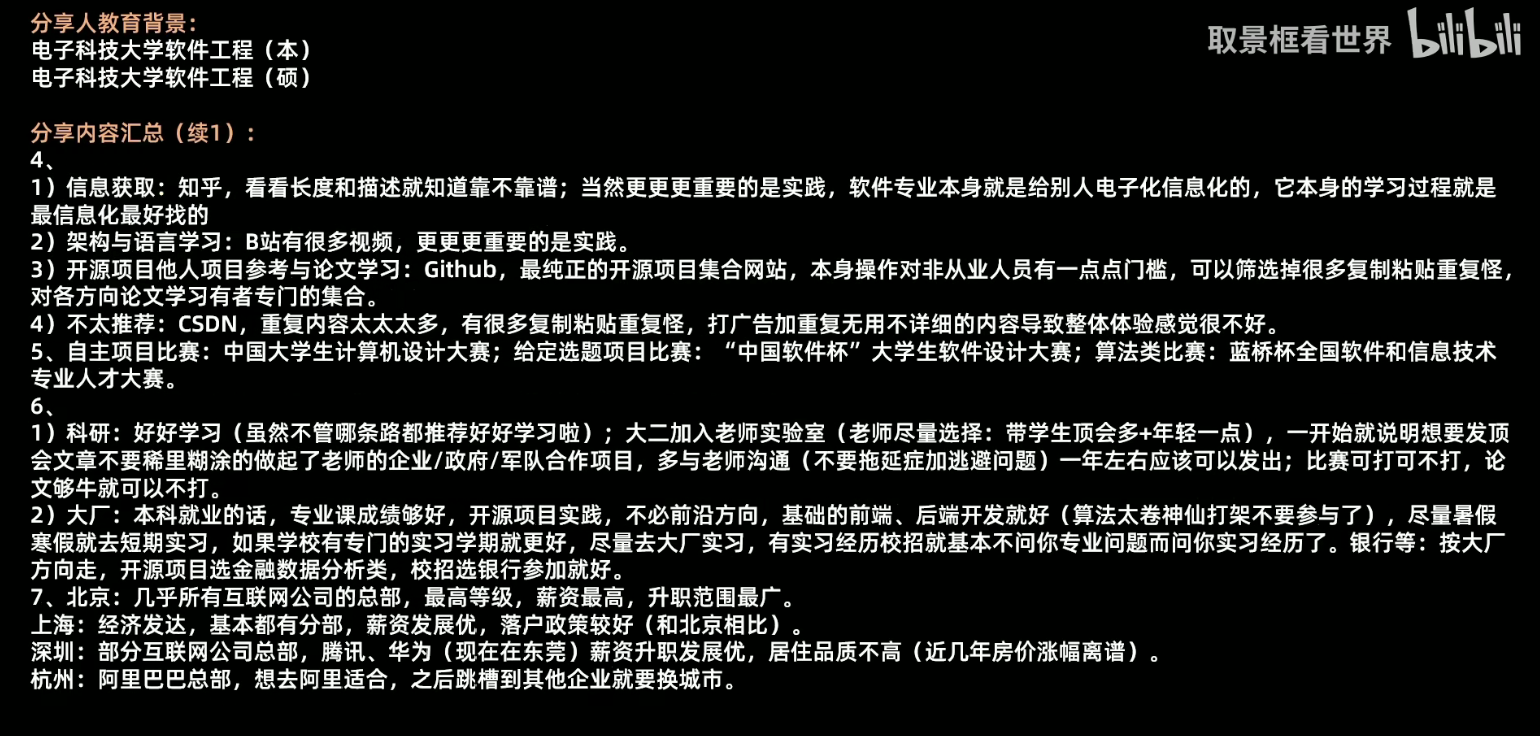 分享人教育背景：
取景框看世界 bilibili
电子科技大学软件工程（本）
电子科技大学软件工程（硕）
分享内容汇总（续1）：
4、
1）信息获取：知乎，看看长度和描述就知道靠不靠谱；当然更更更重要的是实践，软件专业本身就是给别人电子化信息化的，它本身的学习过程就是
最信息化最好找的
2）架构与语言学习：B站有很多视频，更更更重要的是实践。
3）开源项目他人项目参考与论文学习：Github，最纯正的开源项目集合网站，本身操作对非从业人员有一点点门槛，可以筛选掉很多复制粘贴重复怪，
对各方向论文学习有者专门的集合。
4）不太推荐：CSDN，重复内容太太太多，有很多复制粘贴重复怪，打广告加重复无用不详细的内容导致整体体验感觉很不好。
5、自主项目比赛：中国大学生计算机设计大赛；给定选题项目比赛：“中国软件杯”大学生软件设计大赛；算法类比赛：蓝桥杯全国软件和信息技术
专业人才大赛。
6、
1）科研：好好学习（虽然不管哪条路都推荐好好学习啦）；大二加入老师实验室（老师尽量选择：带学生顶会多+年轻一点），一开始就说明想要发顶
会文章不要稀里糊涂的做起了老师的企业/政府/军队合作项目，多与老师沟通（不要拖延症加逃避问题）一年左右应该可以发出；比赛可打可不打，论
文够牛就可以不打。
2）大厂：本科就业的话，专业课成绩够好，开源项目实践，不必前沿方向，基础的前端、后端开发就好（算法太卷神仙打架不要参与了），尽量暑假
寒假就去短期实习，如果学校有专门的实习学期就更好，尽量去大厂实习，有实习经历校招就基本不问你专业问题而问你实习经历了。银行等：按大厂
方向走，开源项目选金融数据分析类，校招选银行参加就好。
7、北京：几乎所有互联网公司的总部，最高等级，薪资最高，升职范围最广。
上海：经济发达，基本都有分部，薪资发展优，落户政策较好（和北京相比）。
深圳：部分互联网公司总部，腾讯、华为（现在在东莞）薪资升职发展优，居住品质不高（近几年房价涨幅离谱）。
杭州：阿里巴巴总部，想去阿里适合，之后跳槽到其他企业就要换城市。